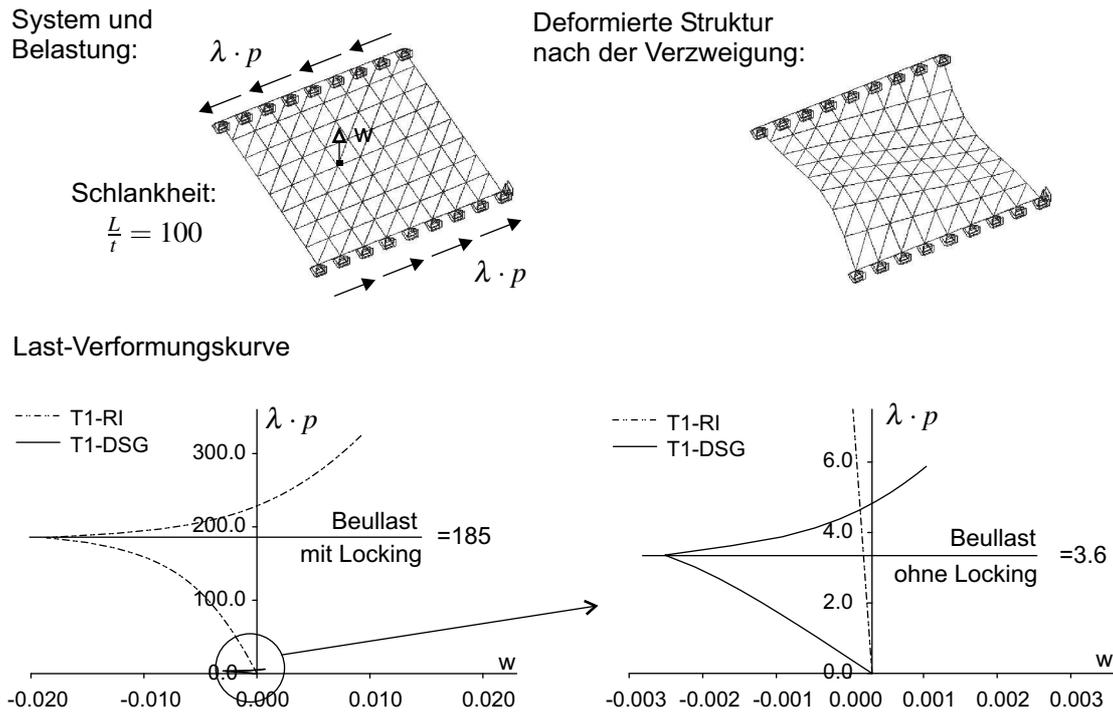 System und
Belastung:
λ · p
w
Schlankheit:
L/t = 100
λ · p
Deformierte Struktur
nach der Verzweigung:
Last-Verformungskurve
T1-RI
T1-DSG
λ · p
300.0
200.0
100.0
0.0
Beullast
mit Locking
=185
w
-0.020 -0.010 0.000 0.010 0.020
T1-RI
T1-DSG
λ · p
6.0
4.0
2.0
0.0
Beullast
ohne Locking
=3.6
w
-0.003 -0.002 -0.001 0.000 0.001 0.002 0.003